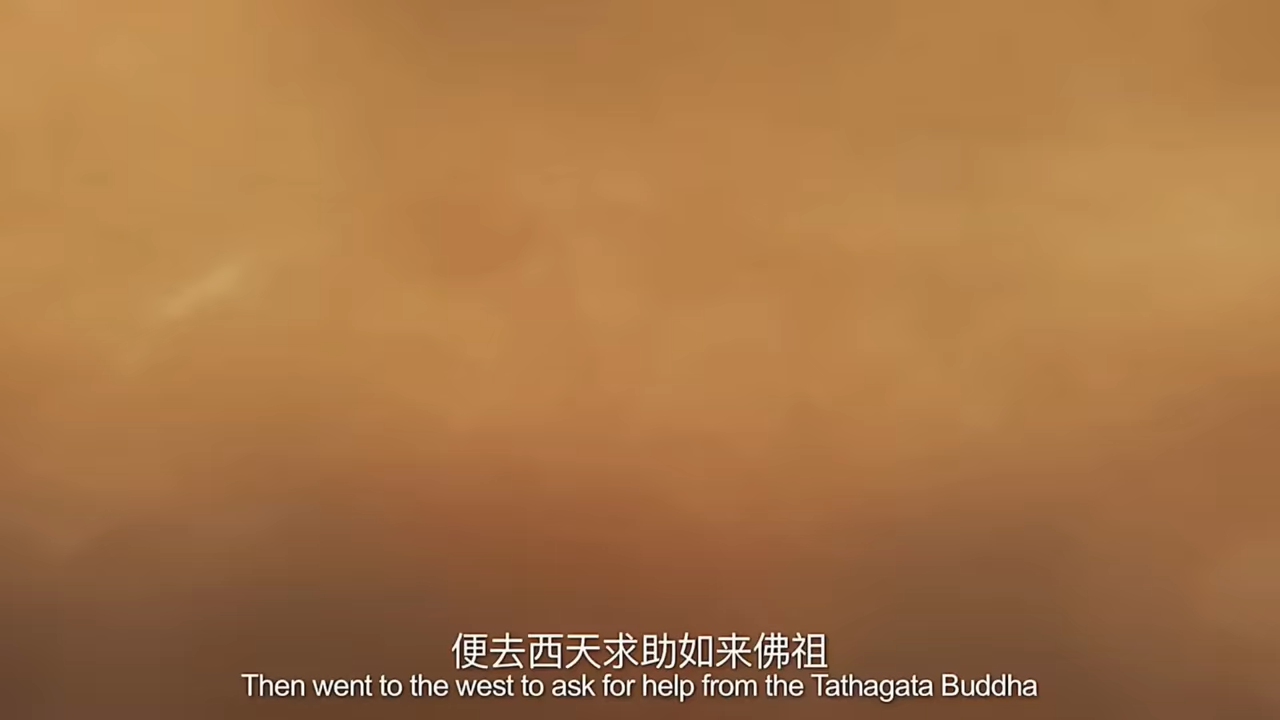 便去西天求助如来佛祖
Then went to the west to ask for help from the Tathagata Buddha